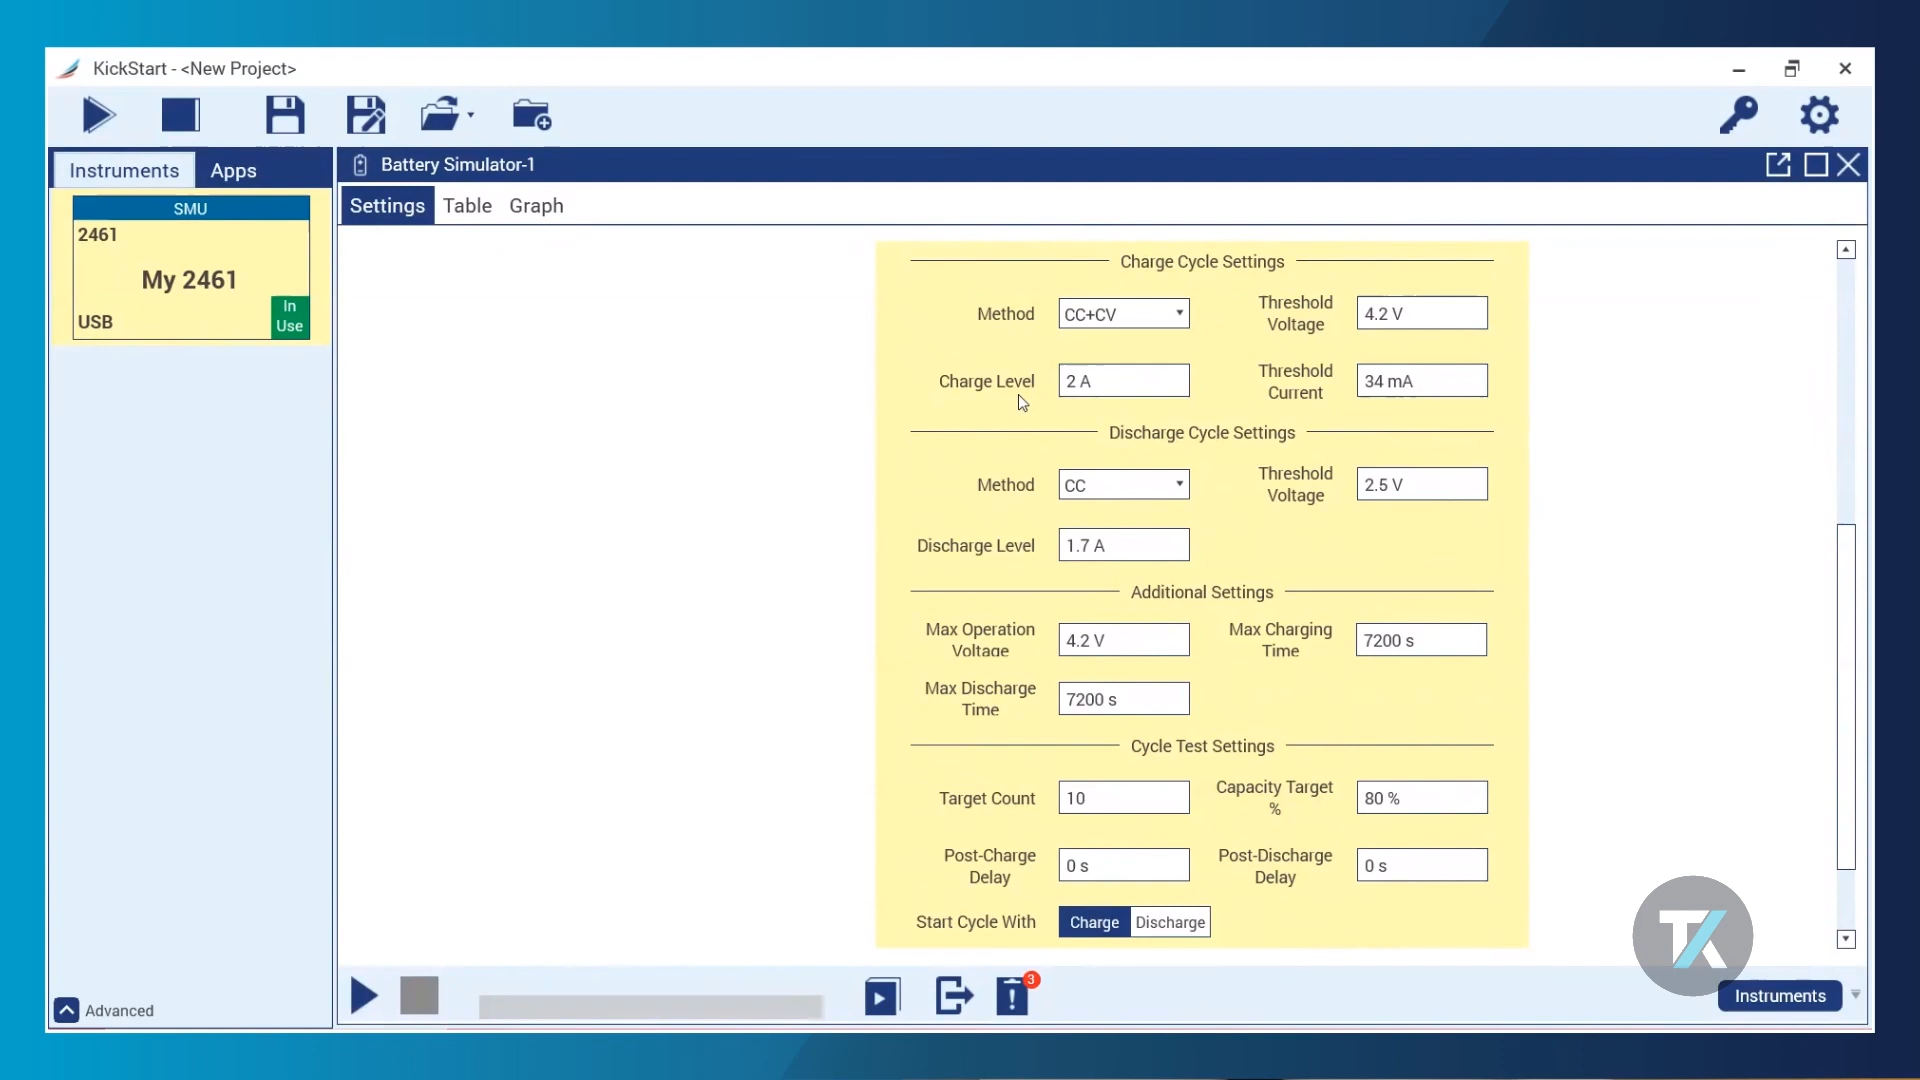 KickStart - <New Project>
Instruments
Apps
SMU
2461
My 2461
USB
In
Use
Battery Simulator-1
Settings
Table
Graph
Charge Cycle Settings
Method
CC+CV
Threshold
Voltage
4.2 V
Charge Level
2 A
Threshold
Current
34 mA
Discharge Cycle Settings
Method
CC
Threshold
Voltage
2.5 V
Discharge Level
1.7 A
Additional Settings
Max Operation
Voltage
4.2 V
Max Charging
Time
7200 s
Max Discharge
Time
7200 s
Cycle Test Settings
Target Count
10
Capacity Target
%
80 %
Post-Charge
Delay
0 s
Post-Discharge
Delay
0 s
Start Cycle With
Charge
Discharge
3
Instruments
Advanced
TK